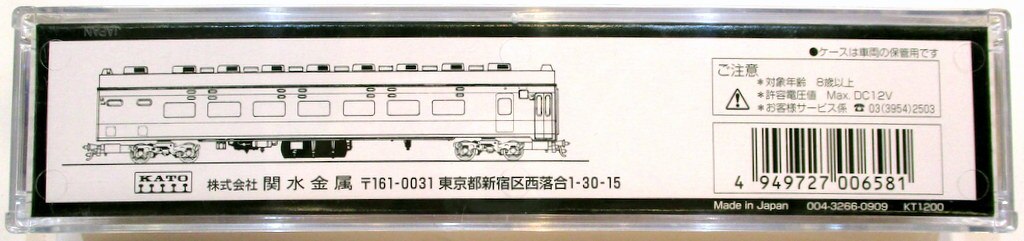 JAPAN
●ケースは車両の保管用です
ご注意
＊対象年齢　8歳以上
＊許容電圧値　Max. DC12V
＊お客様サービス係 ☎ 03(3954)2503
KATO
株式会社 関水金属 〒161-0031 東京都新宿区西落合1-30-15
4 949727 006581
Made in Japan 004-3266-0909 KT1200